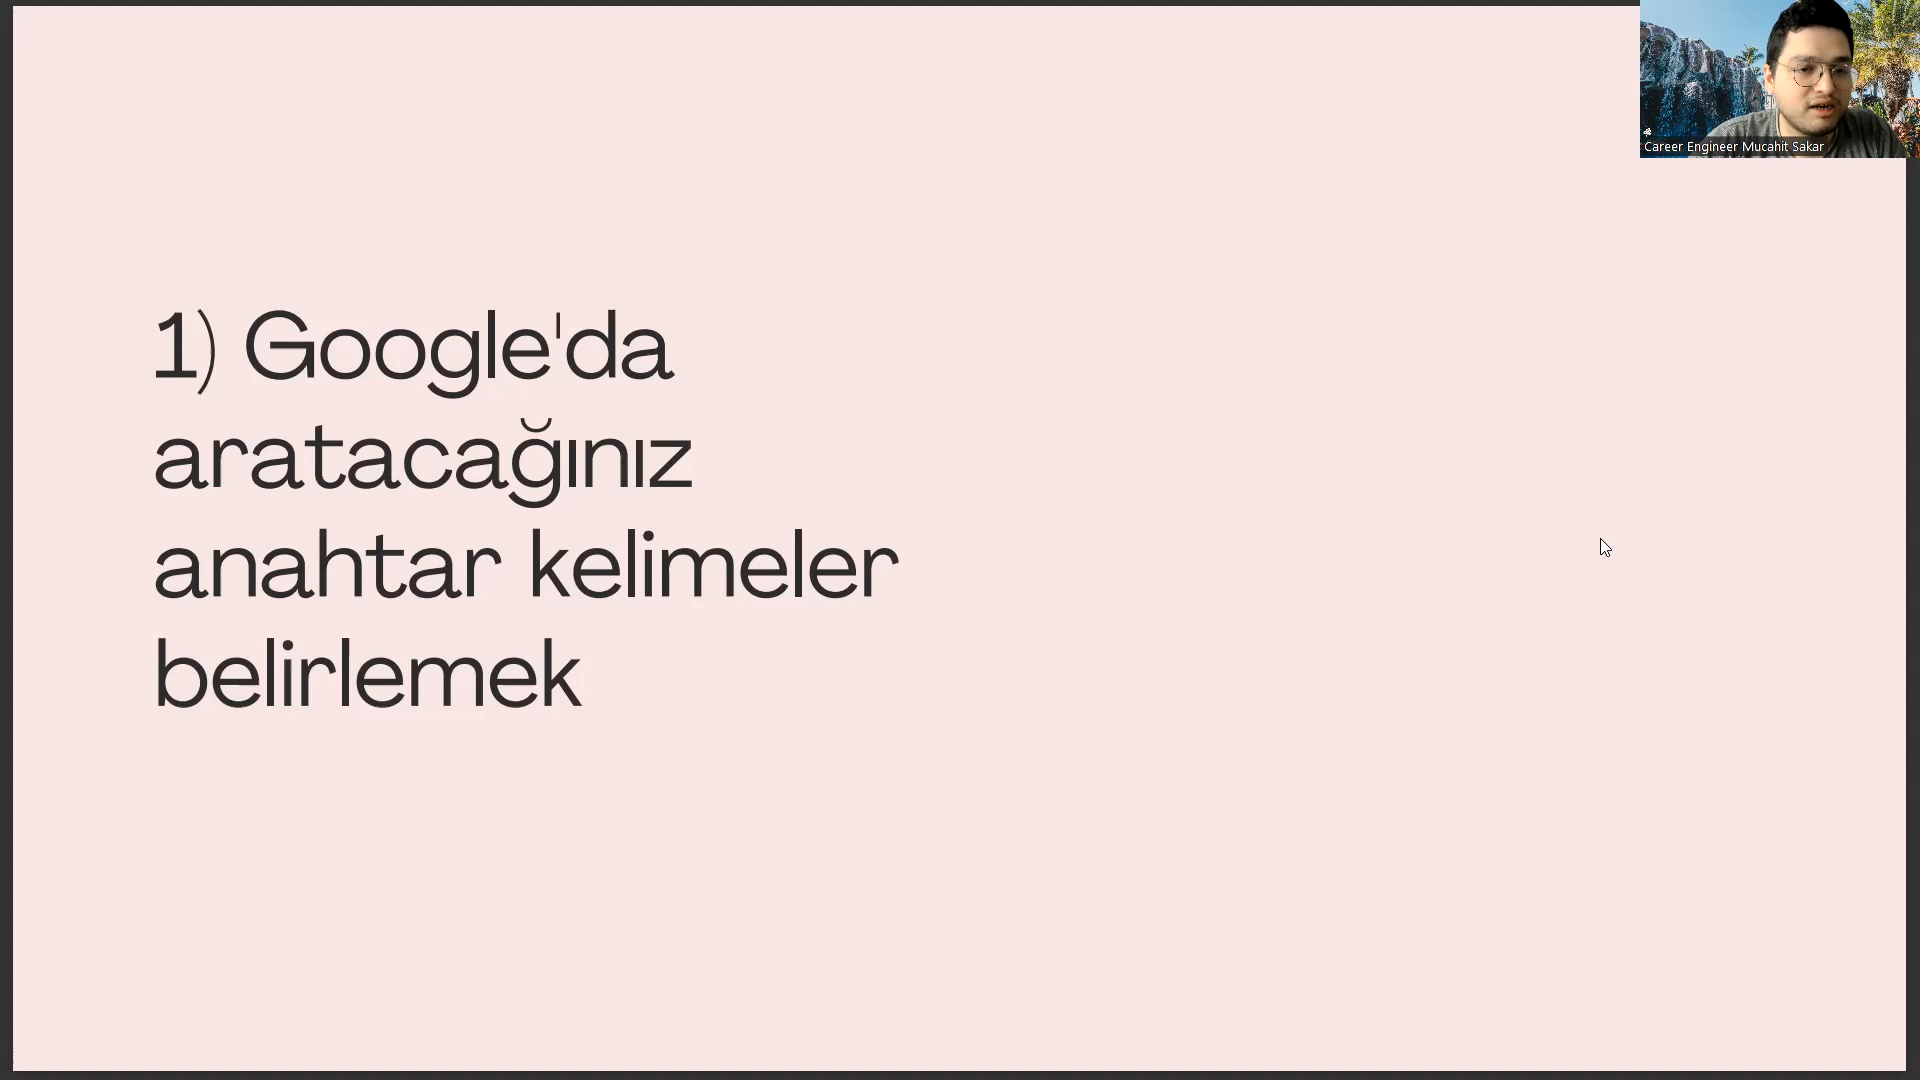 Career Engineer Mucahit Sakar
1) Google'da
aratacağınız
anahtar kelimeler
belirlemek